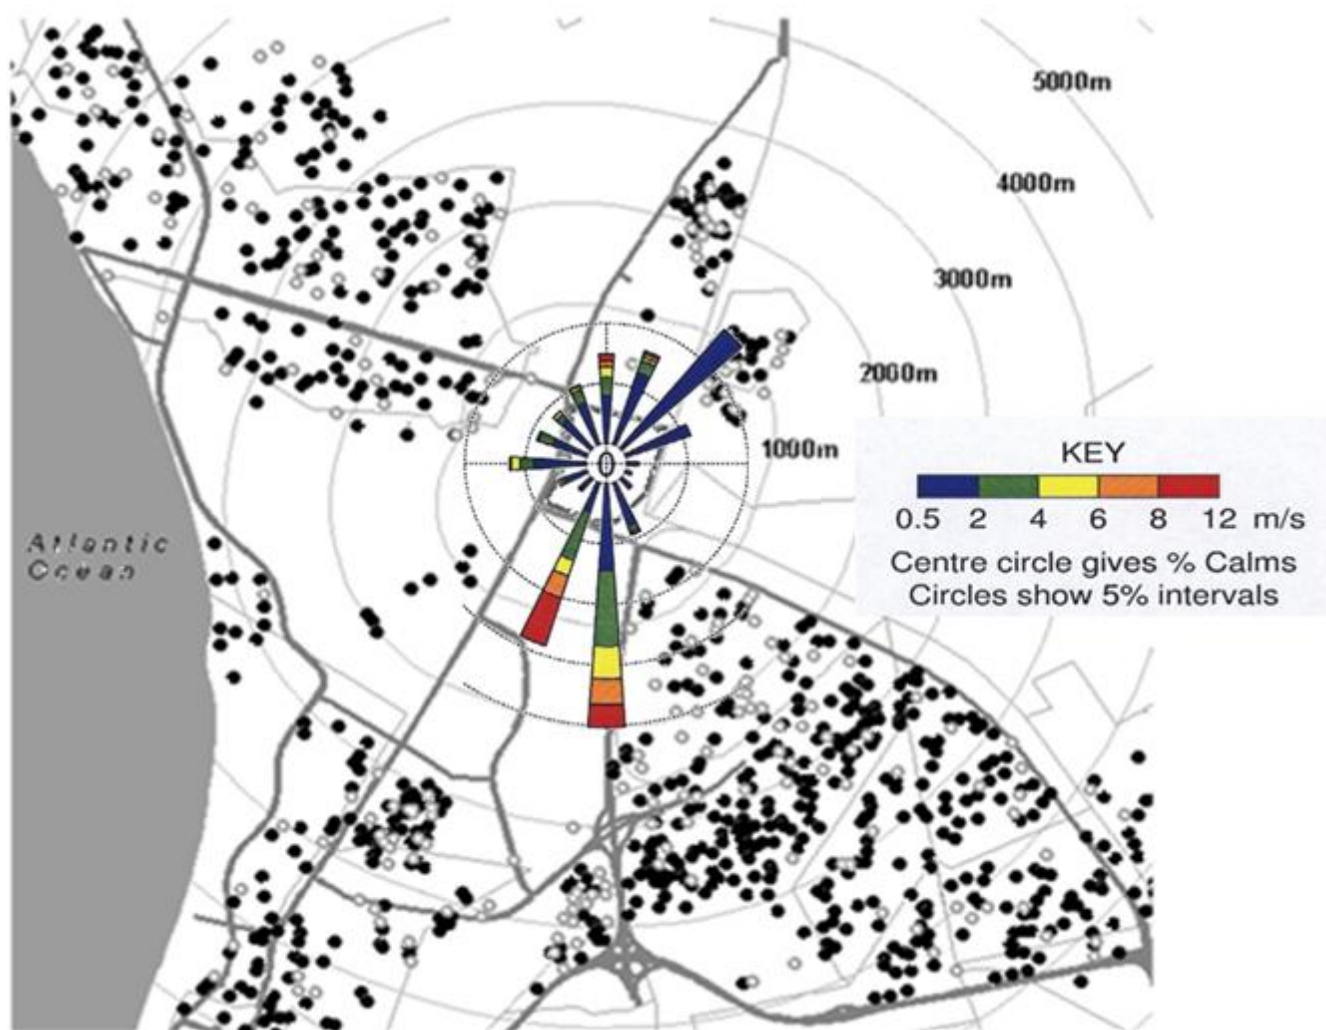 5000m
4000m
3000m
2000m
1000m
0
KEY
0.5 2 4 6 8 12 m/s
Centre circle gives % Calms
Circles show 5% intervals
Atlantic
Ocean